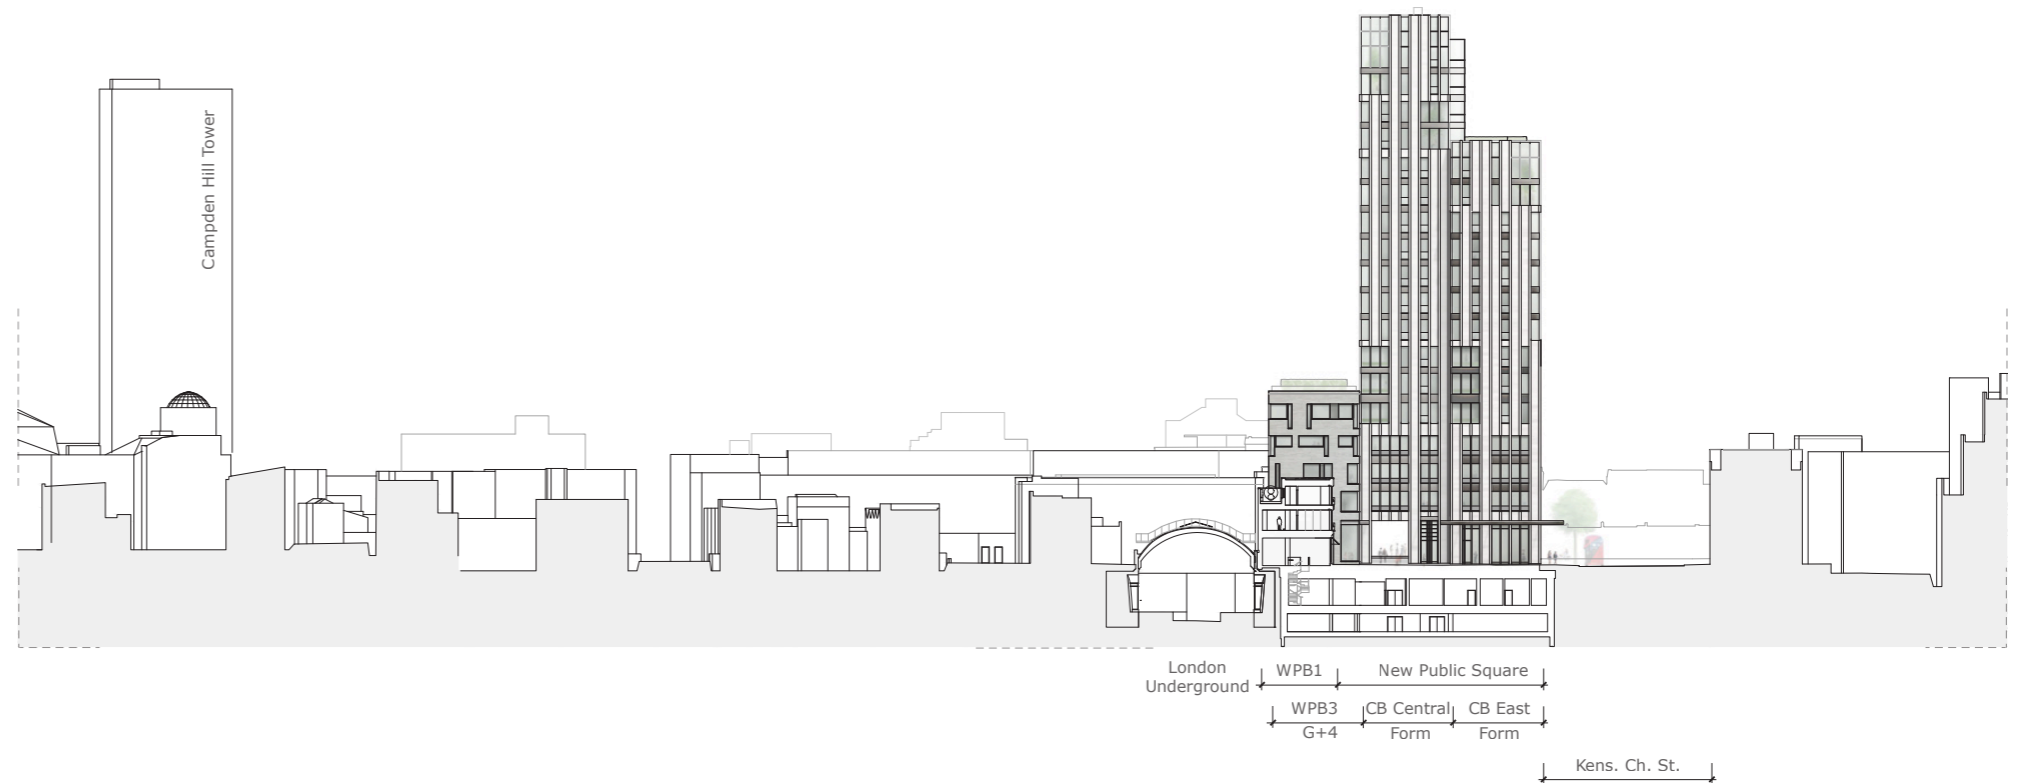 Campden Hill Tower
London
Underground
WPB1
New Public Square
WPB3
G+4
CB Central
Form
CB East
Form
Kens. Ch. St.